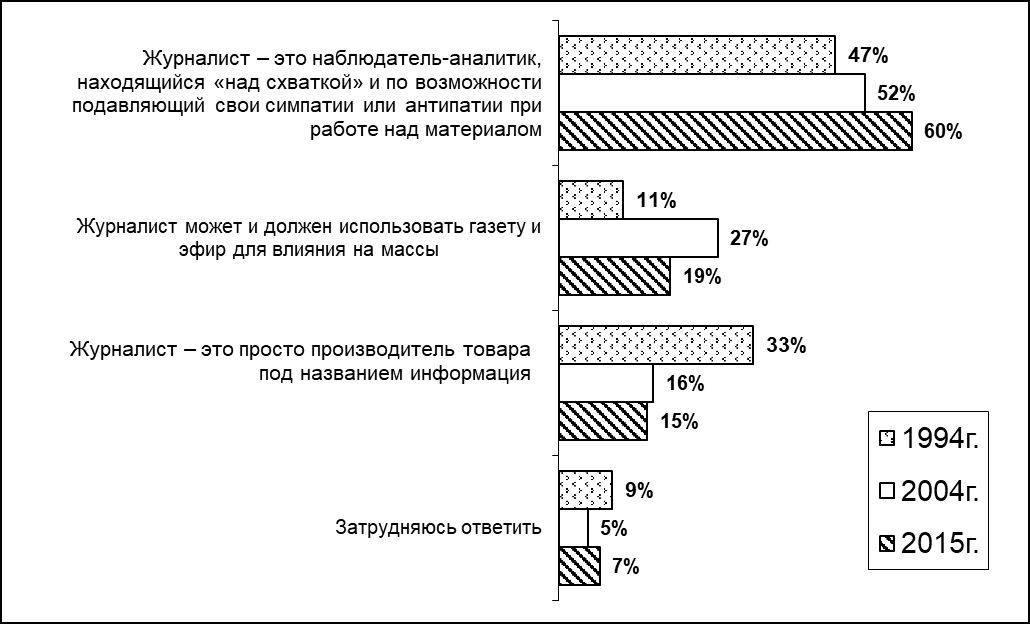 Журналист – это наблюдатель-аналитик,
находящийся «над схваткой» и по возможности
подавляющий свои симпатии или антипатии при
работе над материалом
47%
52%
60%
Журналист может и должен использовать газету и
эфир для влияния на массы
11%
27%
19%
Журналист – это просто производитель товара
под названием информация
33%
16%
15%
Затрудняюсь ответить
9%
5%
7%
1994г.
2004г.
2015г.